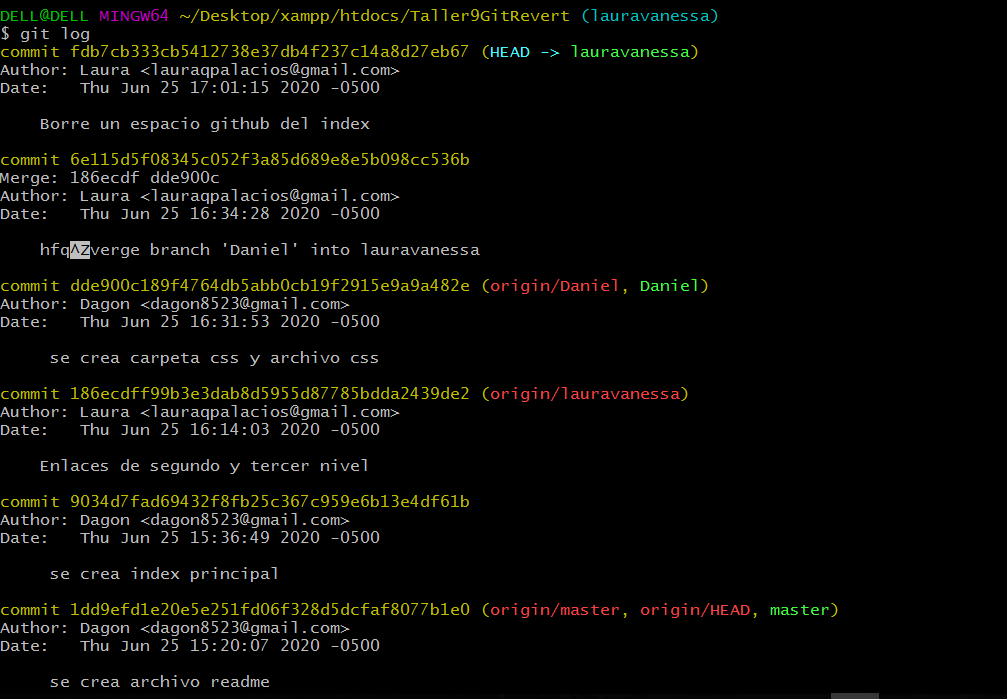 DELL@DELL MINGW64 ~/Desktop/xampp/htdocs/Taller9GitRevert (lauravanessa)
$ git log
commit fdb7cb333cb5412738e37db4f237c14a8d27eb67 (HEAD -> lauravanessa)
Author: Laura <lauraqpalacios@gmail.com>
Date:   Thu Jun 25 17:01:15 2020 -0500
    Borre un espacio github del index
commit 6e115d5f08345c052f3a85d689e8e5b098cc536b
Merge: 186ecdf dde900c
Author: Laura <lauraqpalacios@gmail.com>
Date:   Thu Jun 25 16:34:28 2020 -0500
    hfq^Zverge branch 'Daniel' into lauravanessa
commit dde900c189f4764db5abb0cb19f2915e9a9a482e (origin/Daniel, Daniel)
Author: Dagon <dagon8523@gmail.com>
Date:   Thu Jun 25 16:31:53 2020 -0500
     se crea carpeta css y archivo css
commit 186ecdff99b3e3dab8d5955d87785bdda2439de2 (origin/lauravanessa)
Author: Laura <lauraqpalacios@gmail.com>
Date:   Thu Jun 25 16:14:03 2020 -0500
    Enlaces de segundo y tercer nivel
commit 9034d7fad69432f8fb25c367c959e6b13e4df61b
Author: Dagon <dagon8523@gmail.com>
Date:   Thu Jun 25 15:36:49 2020 -0500
     se crea index principal
commit 1dd9efd1e20e5e251fd06f328d5dcfaf8077b1e0 (origin/master, origin/HEAD, master)
Author: Dagon <dagon8523@gmail.com>
Date:   Thu Jun 25 15:20:07 2020 -0500
     se crea archivo readme